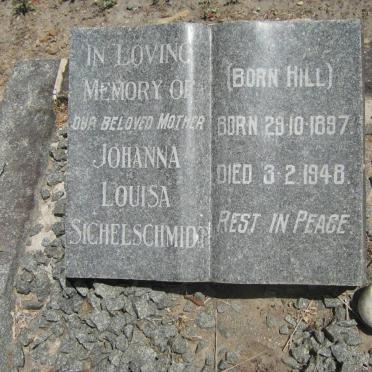 In Loving
Memory of
our beloved Mother
Johanna
Louisa
Sichelschmidt
(Born Hill)
Born 29·10·1897.
Died 3·2·1948.
Rest in Peace.